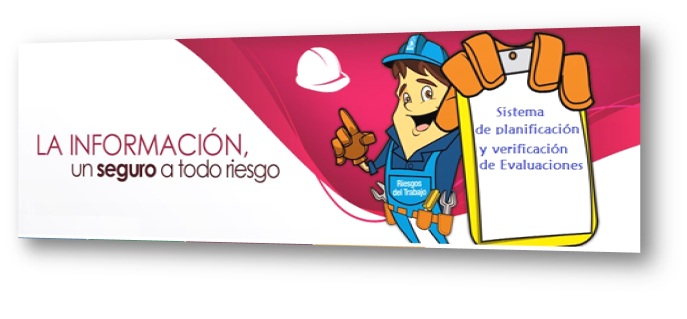 LA INFORMACIÓN,
un seguro a todo riesgo
Riesgos
del Trabajo
Sistema
de planificación
y verificación
de Evaluaciones